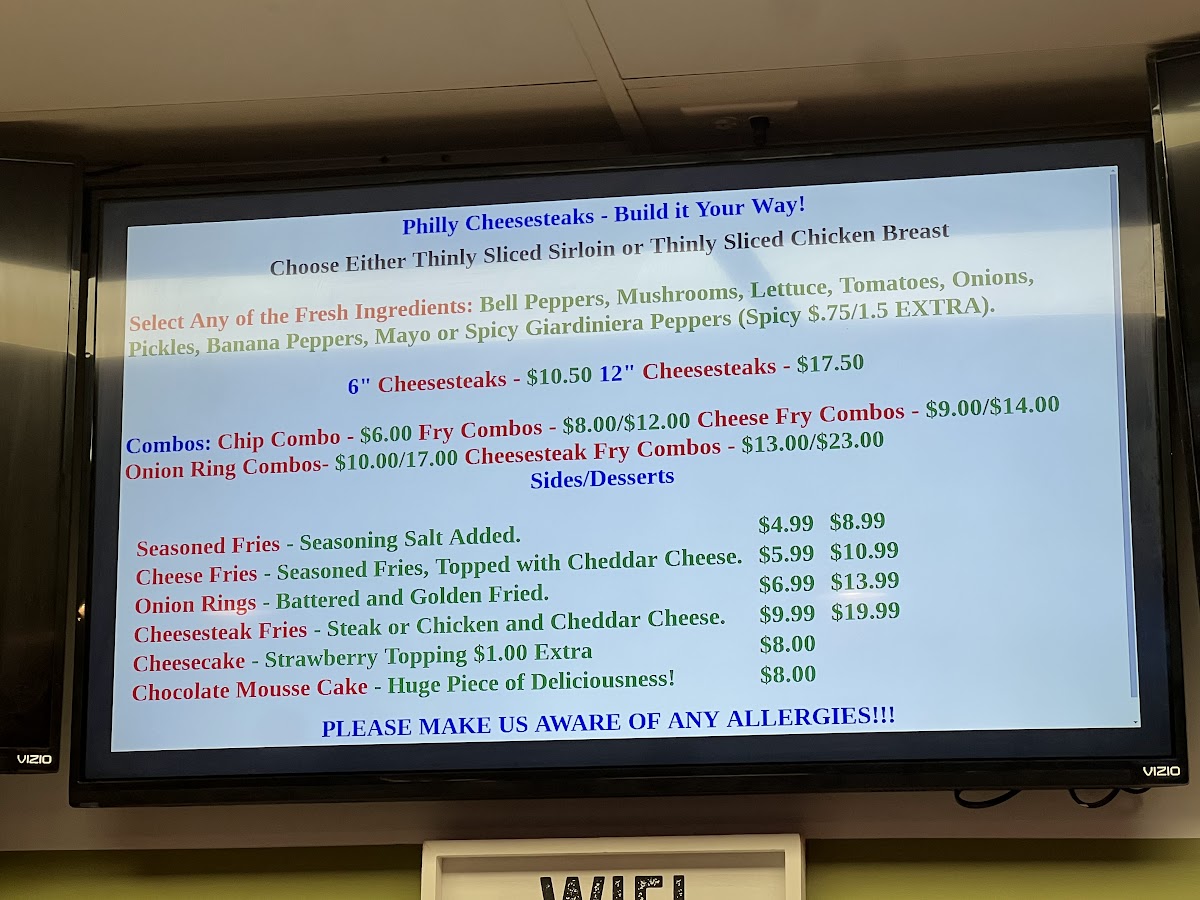 Philly Cheesesteaks - Build it Your Way!
Choose Either Thinly Sliced Sirloin or Thinly Sliced Chicken Breast
Select Any of the Fresh Ingredients: Bell Peppers, Mushrooms, Lettuce, Tomatoes, Onions,
Pickles, Banana Peppers, Mayo or Spicy Giardiniera Peppers (Spicy $.75/1.5 EXTRA).
6" Cheesesteaks - $10.50 12" Cheesesteaks - $17.50
Combos: Chip Combo - $6.00 Fry Combos - $8.00/$12.00 Cheese Fry Combos - $9.00/$14.00
Onion Ring Combos- $10.00/17.00 Cheesesteak Fry Combos - $13.00/$23.00
Sides/Desserts
Seasoned Fries - Seasoning Salt Added. $4.99 $8.99
Cheese Fries - Seasoned Fries, Topped with Cheddar Cheese. $5.99 $10.99
Onion Rings - Battered and Golden Fried. $6.99 $13.99
Cheesesteak Fries - Steak or Chicken and Cheddar Cheese. $9.99 $19.99
Cheesecake - Strawberry Topping $1.00 Extra $8.00
Chocolate Mousse Cake - Huge Piece of Deliciousness! $8.00
PLEASE MAKE US AWARE OF ANY ALLERGIES!!!
VIZIO
VIZIO
WIFI